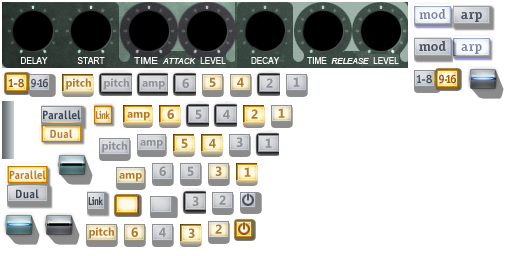 mod arp
DELAY START TIME ATTACK LEVEL DECAY TIME RELEASE LEVEL
mod arp
1-8 9-16 pitch pitch amp 6 5 4 2 1 1-8 9-16
Parallel Link amp 6 5 4 2 1
Dual
pitch amp 5 4 3 1
Parallel amp 6 5 3 1
Dual Link 3 2
pitch 6 4 3 2